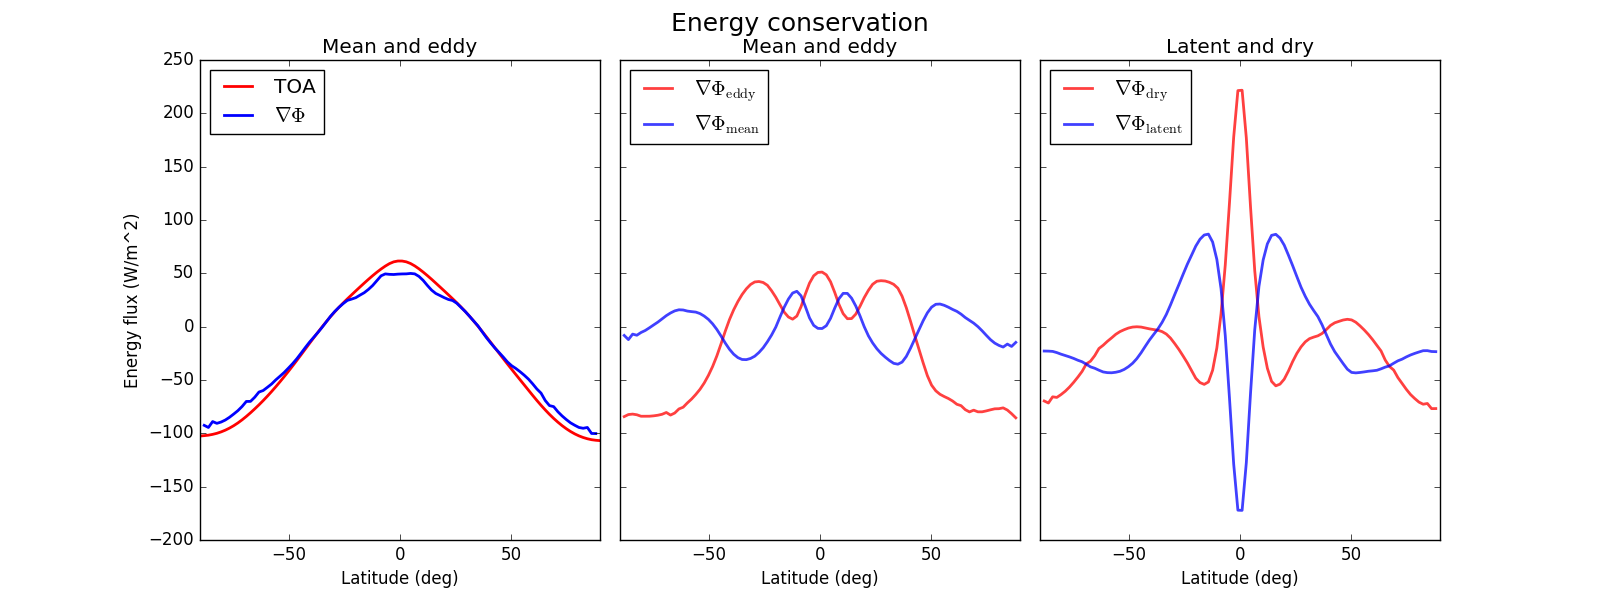 Energy conservation
Mean and eddy
Mean and eddy
Latent and dry
TOA
∇Φ
∇Φeddy
∇Φmean
∇Φdry
∇Φlatent
250
200
150
100
50
0
−50
−100
−150
−200
Energy flux (W/m^2)
−50 0 50
−50 0 50
−50 0 50
Latitude (deg)
Latitude (deg)
Latitude (deg)